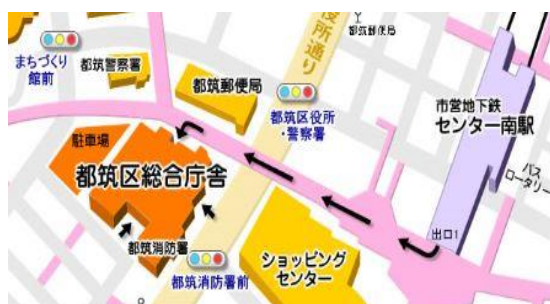 まちづくり
館前
都筑警察署
都筑郵便局
役所通り
都筑郵便局
都筑区役所
・警察署
市営地下鉄
センター南駅
バス
ロータリー
駐車場
都筑区総合庁舎
都筑消防署
都筑消防署前
ショッピング
センター
出口1